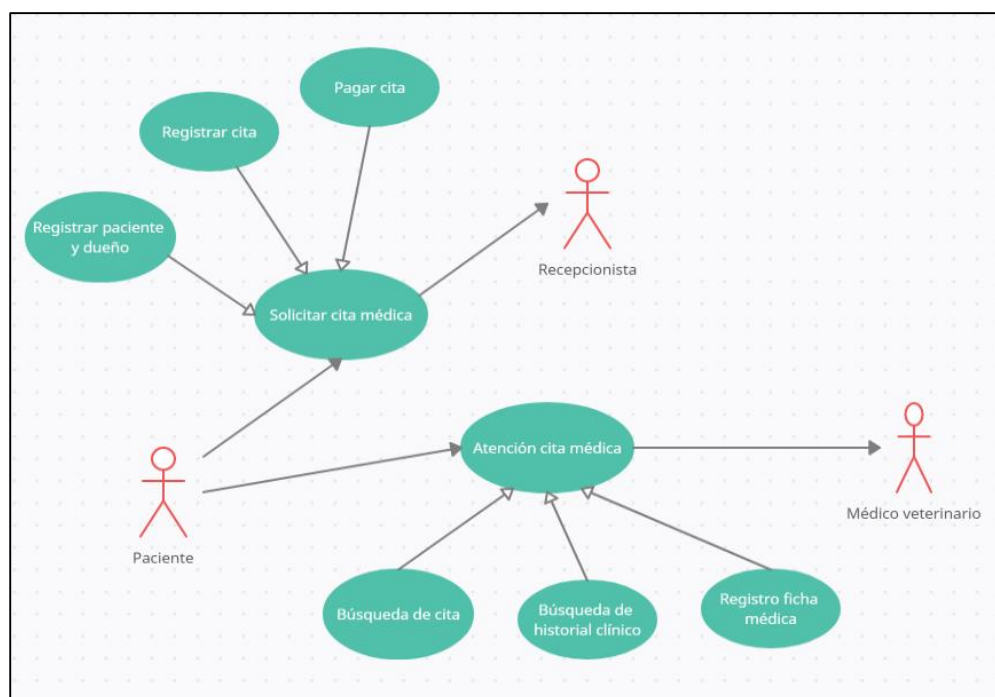 Pagar cita
Registrar cita
Registrar paciente
y dueño
Recepcionista
Solicitar cita médica
Atención cita médica
Médico veterinario
Paciente
Búsqueda de cita
Búsqueda de
historial clínico
Registro ficha
médica